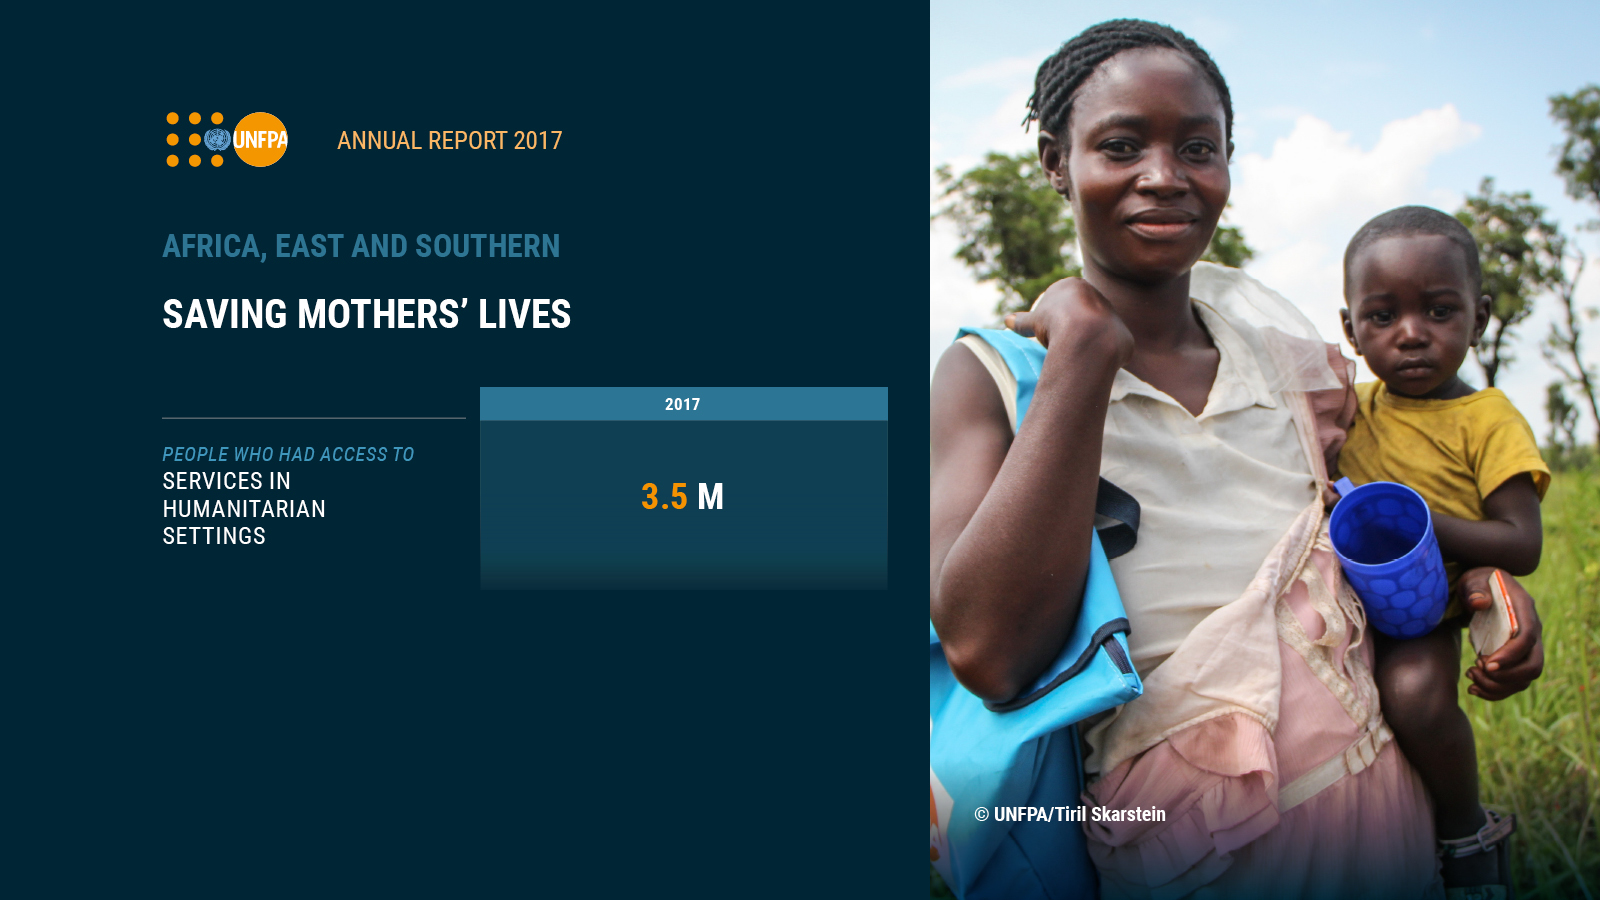 UNFPA
ANNUAL REPORT 2017
AFRICA, EAST AND SOUTHERN
SAVING MOTHERS’ LIVES
2017
PEOPLE WHO HAD ACCESS TO
SERVICES IN
HUMANITARIAN
SETTINGS
3.5 M
© UNFPA/Tiril Skarstein